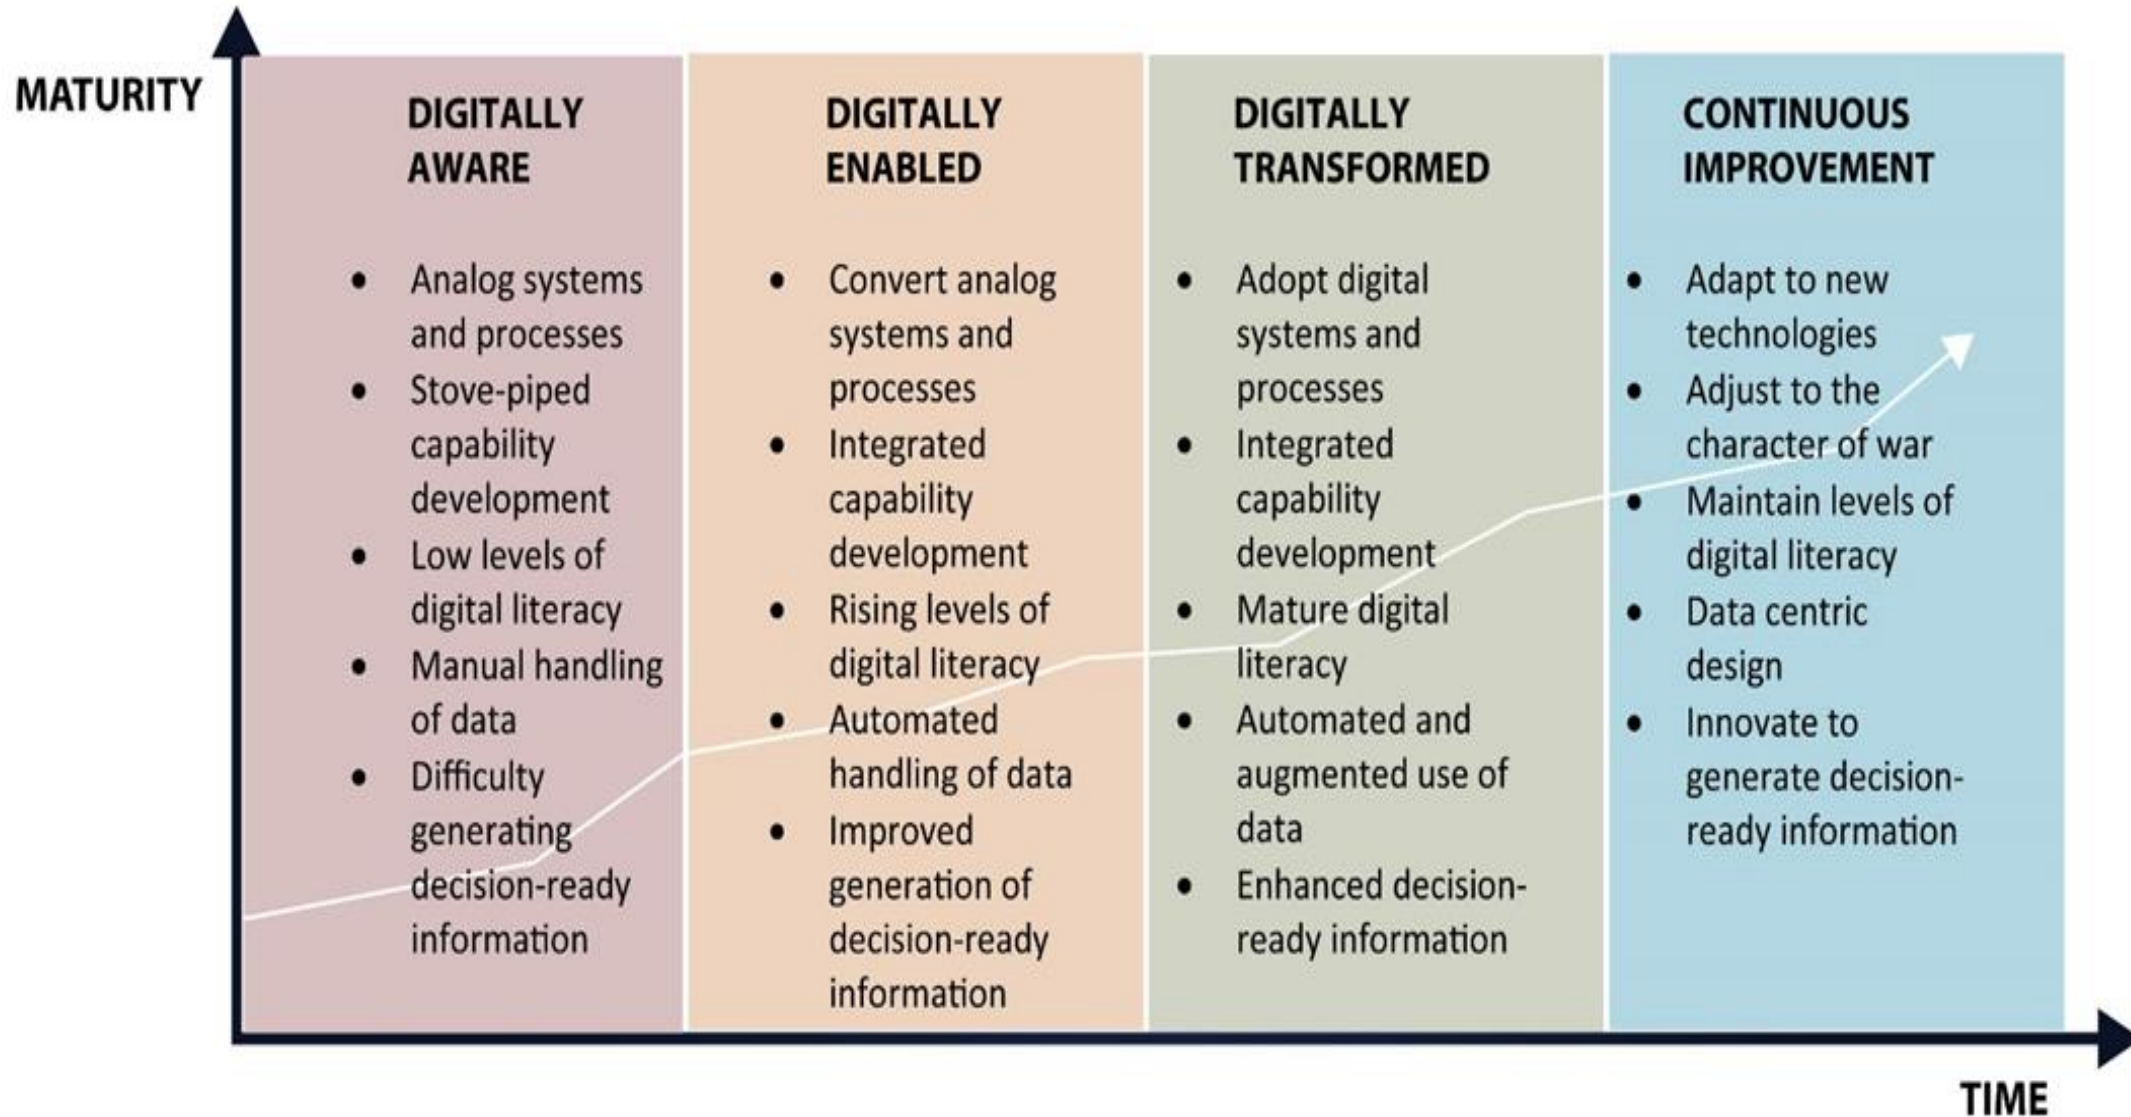 MATURITY
DIGITALLY
AWARE
• Analog systems
and processes
• Stove-piped
capability
development
• Low levels of
digital literacy
• Manual handling
of data
• Difficulty
generating
decision-ready
information
DIGITALLY
ENABLED
• Convert analog
systems and
processes
• Integrated
capability
development
• Rising levels of
digital literacy
• Automated
handling of data
• Improved
generation of
decision-ready
information
DIGITALLY
TRANSFORMED
• Adopt digital
systems and
processes
• Integrated
capability
development
• Mature digital
literacy
• Automated and
augmented use of
data
• Enhanced decision-
ready information
CONTINUOUS
IMPROVEMENT
• Adapt to new
technologies
• Adjust to the
character of war
• Maintain levels of
digital literacy
• Data centric
design
• Innovate to
generate decision-
ready information
TIME